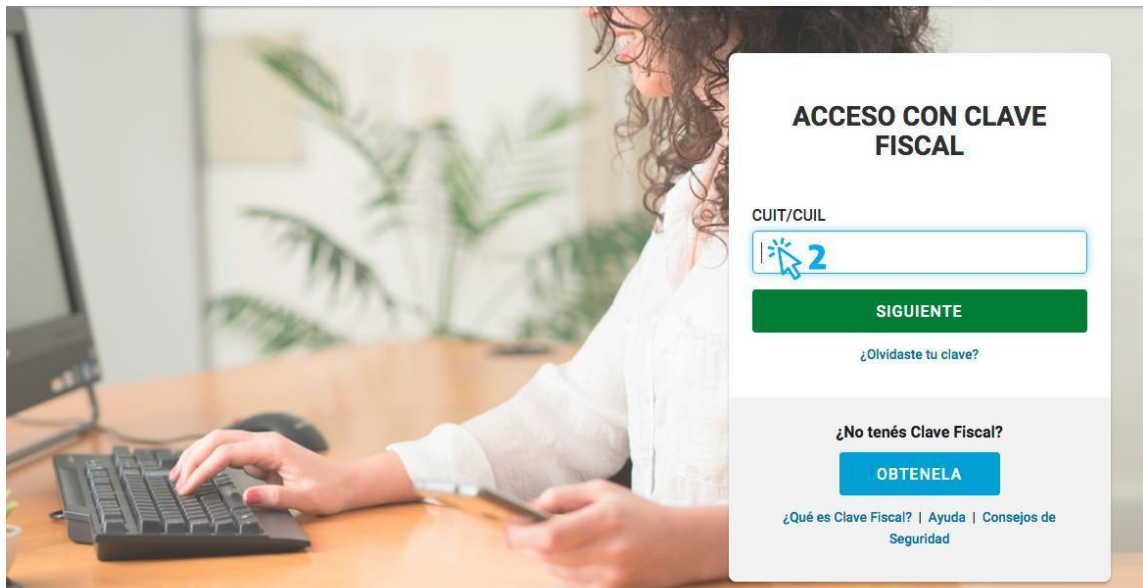 ACCESO CON CLAVE
FISCAL
CUIT/CUIL
2
SIGUIENTE
¿Olvidaste tu clave?
¿No tenés Clave Fiscal?
OBTENELA
¿Qué es Clave Fiscal? | Ayuda | Consejos de
Seguridad